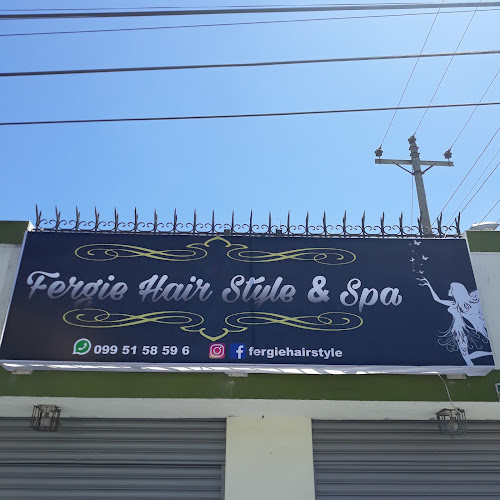 Fergie Hair Style & Spa
099 51 58 59 6 fergiehairstyle